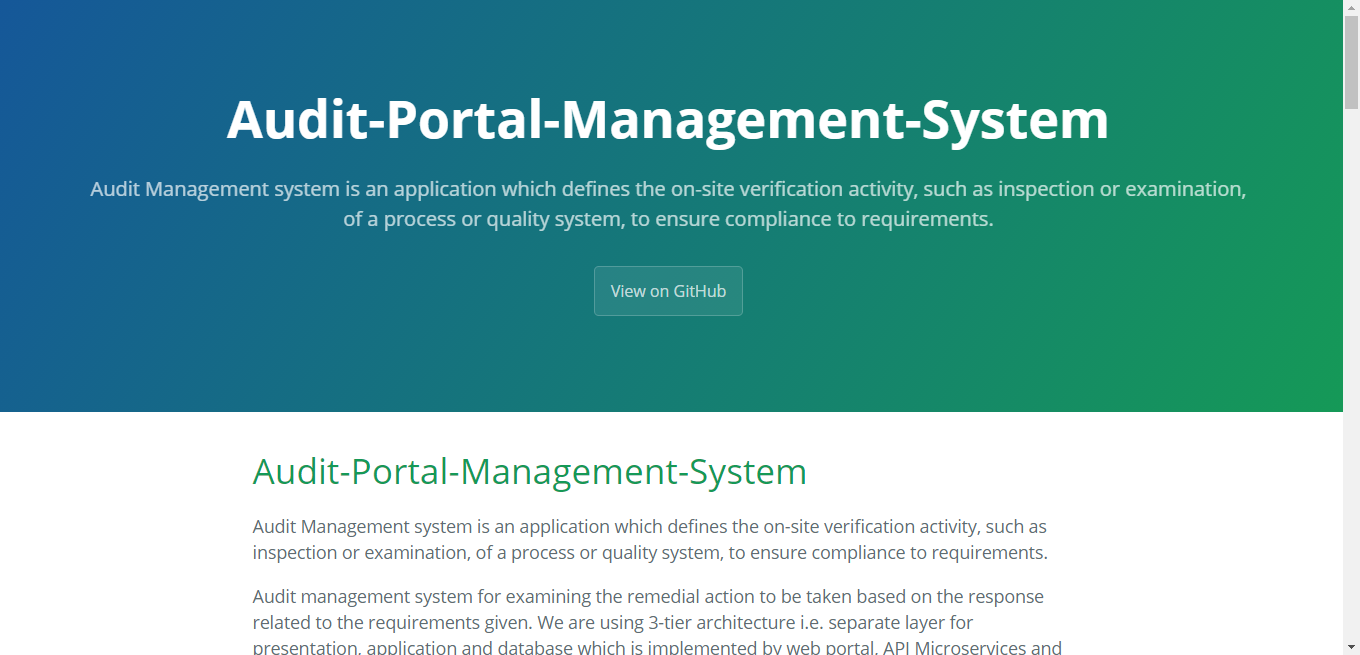 Audit-Portal-Management-System
Audit Management system is an application which defines the on-site verification activity, such as inspection or examination,
of a process or quality system, to ensure compliance to requirements.
View on GitHub
Audit-Portal-Management-System
Audit Management system is an application which defines the on-site verification activity, such as
inspection or examination, of a process or quality system, to ensure compliance to requirements.
Audit management system for examining the remedial action to be taken based on the response
related to the requirements given. We are using 3-tier architecture i.e. separate layer for
presentation, application and database which is implemented by web portal, API Microservices and